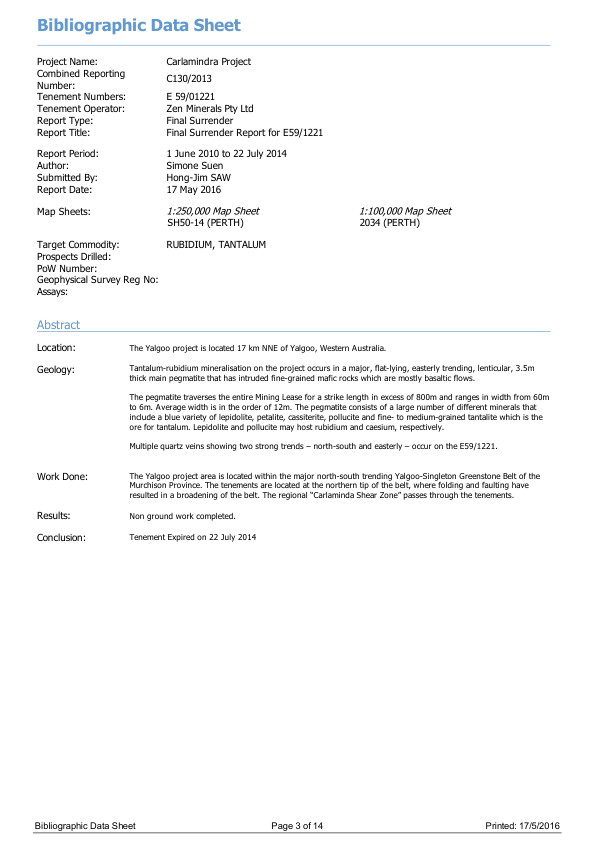 Bibliographic Data Sheet
Project Name: Carlamindra Project
Combined Reporting
Number: C130/2013
Tenement Numbers: E 59/01221
Tenement Operator: Zen Minerals Pty Ltd
Report Type: Final Surrender
Report Title: Final Surrender Report for E59/1221
Report Period: 1 June 2010 to 22 July 2014
Author: Simone Suen
Submitted By: Hong-Jim SAW
Report Date: 17 May 2016
Map Sheets: 1:250,000 Map Sheet 1:100,000 Map Sheet
SH50-14 (PERTH) 2034 (PERTH)
Target Commodity: RUBIDIUM, TANTALUM
Prospects Drilled:
PoW Number:
Geophysical Survey Reg No:
Assays:
Abstract
Location: The Yalgoo project is located 17 km NNE of Yalgoo, Western Australia.
Geology: Tantalum-rubidium mineralisation on the project occurs in a major, flat-lying, easterly trending, lenticular, 3.5m
thick main pegmatite that has intruded fine-grained mafic rocks which are mostly basaltic flows.
The pegmatite traverses the entire Mining Lease for a strike length in excess of 800m and ranges in width from 60m
to 6m. Average width is in the order of 12m. The pegmatite consists of a large number of different minerals that
include a blue variety of lepidolite, petalite, cassiterite, pollucite and fine- to medium-grained tantalite which is the
ore for tantalum. Lepidolite and pollucite may host rubidium and caesium, respectively.
Multiple quartz veins showing two strong trends – north-south and easterly – occur on the E59/1221.
Work Done: The Yalgoo project area is located within the major north-south trending Yalgoo-Singleton Greenstone Belt of the
Murchison Province. The tenements are located at the northern tip of the belt, where folding and faulting have
resulted in a broadening of the belt. The regional “Carlaminda Shear Zone” passes through the tenements.
Results: Non ground work completed.
Conclusion: Tenement Expired on 22 July 2014
Bibliographic Data Sheet Page 3 of 14 Printed: 17/5/2016